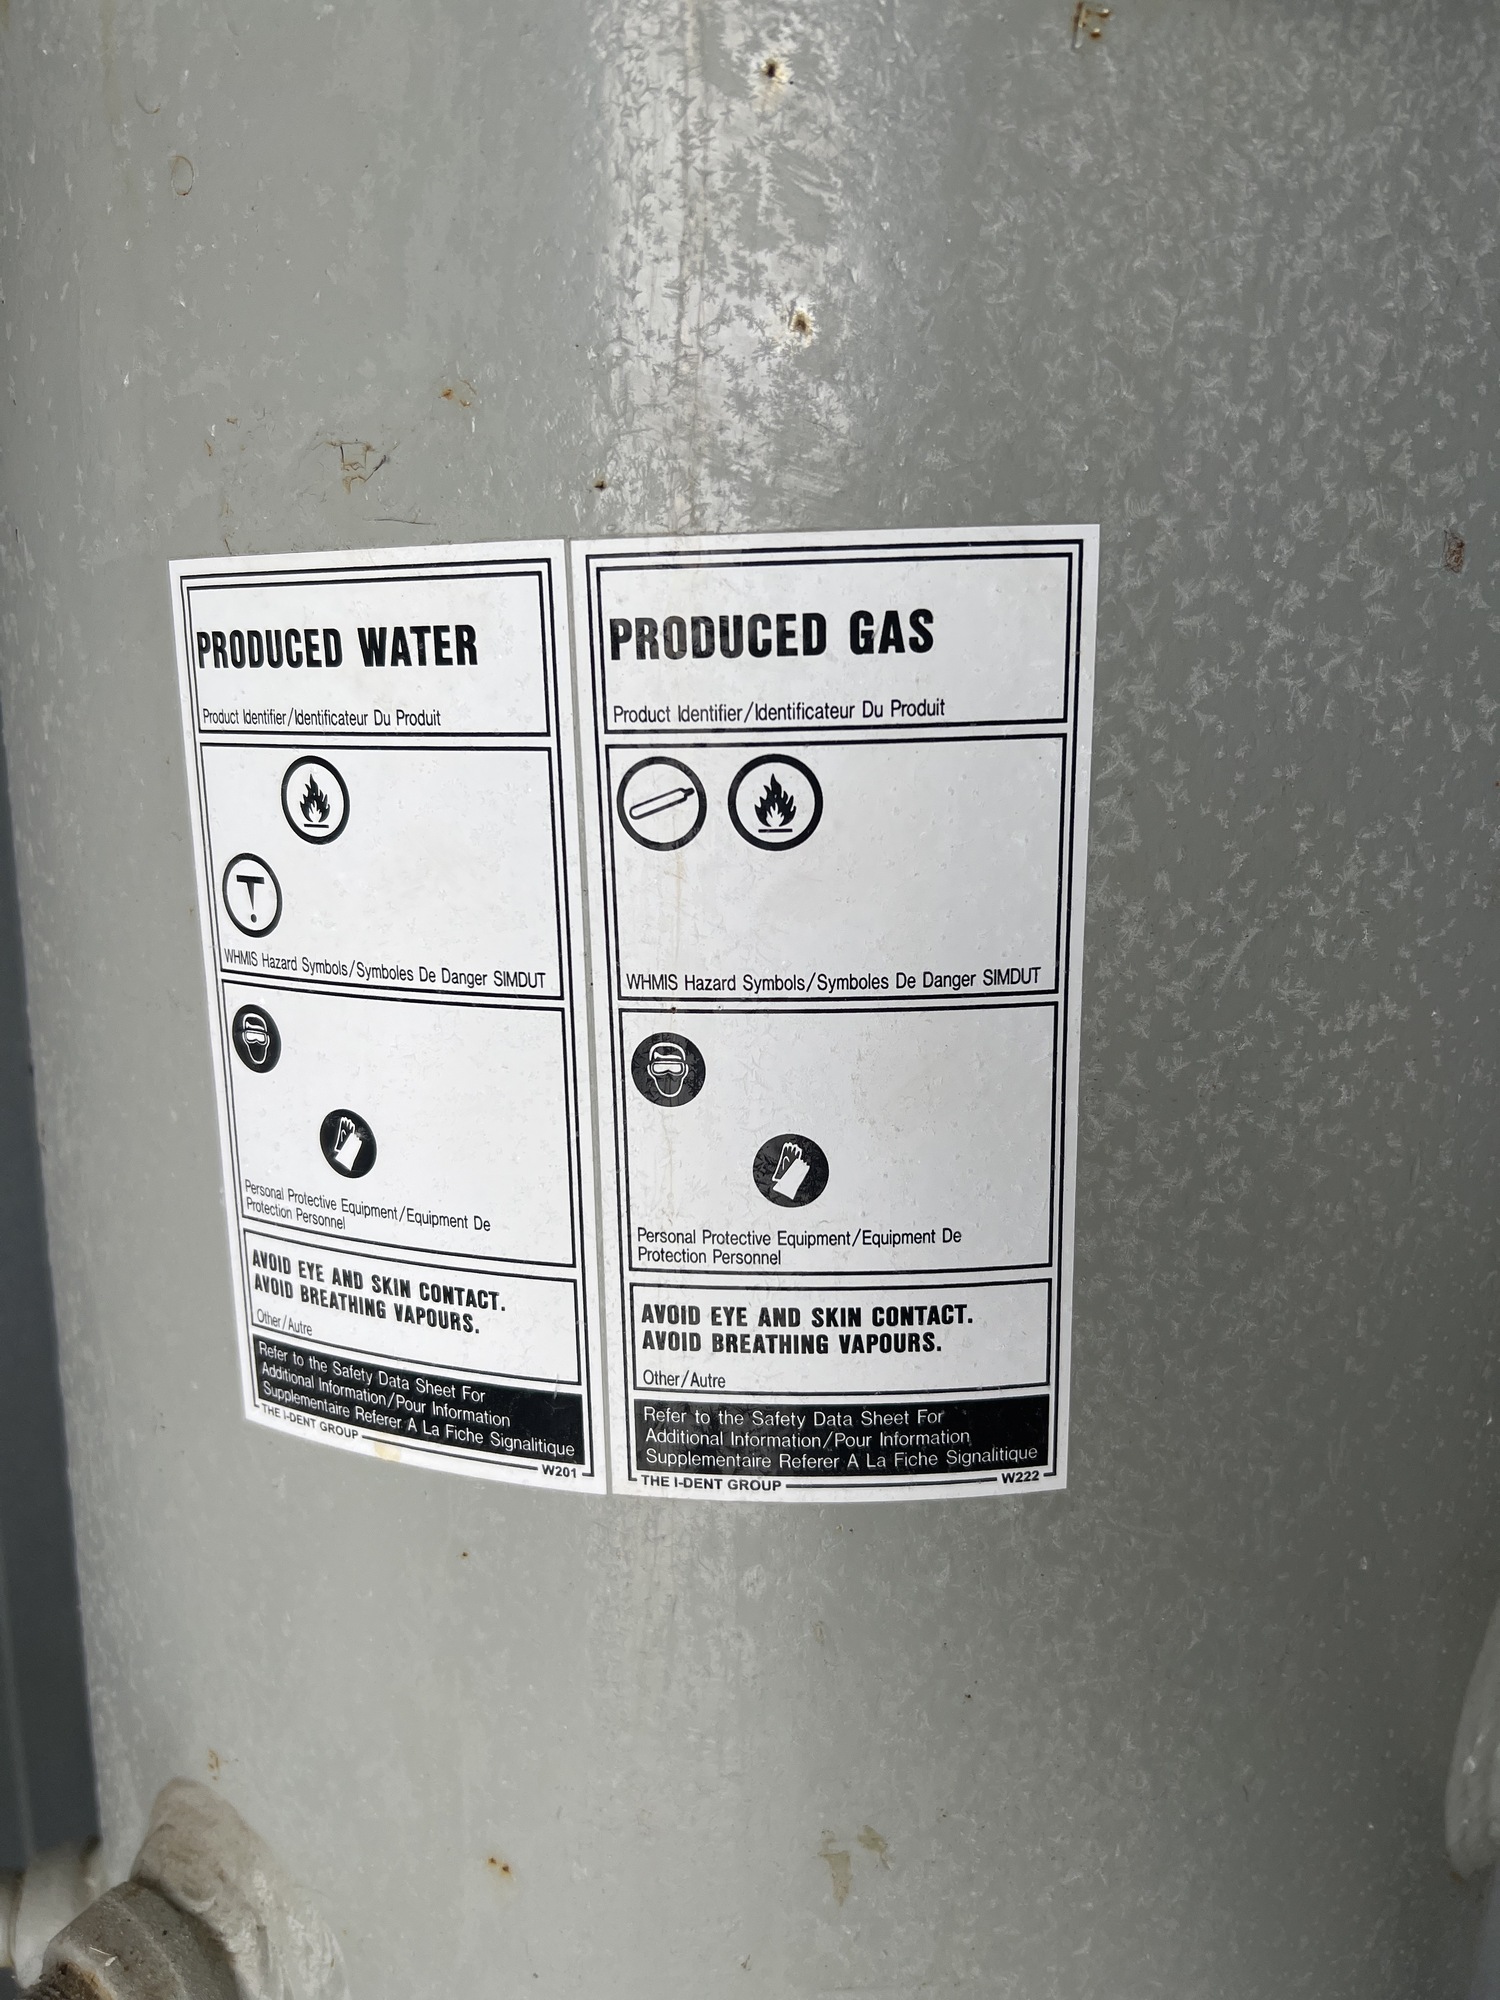 PRODUCED WATER
Product Identifier/Identificateur Du Produit
WHMIS Hazard Symbols/Symboles De Danger SIMDUT
Personal Protective Equipment/Equipment De
Protection Personnel
AVOID EYE AND SKIN CONTACT.
AVOID BREATHING VAPOURS.
Other/Autre
Refer to the Safety Data Sheet For
Additional Information/Pour Information
Supplementaire Referer A La Fiche Signalitique
THE I-DENT GROUP
W201
PRODUCED GAS
Product Identifier/Identificateur Du Produit
WHMIS Hazard Symbols/Symboles De Danger SIMDUT
Personal Protective Equipment/Equipment De
Protection Personnel
AVOID EYE AND SKIN CONTACT.
AVOID BREATHING VAPOURS.
Other/Autre
Refer to the Safety Data Sheet For
Additional Information/Pour Information
Supplementaire Referer A La Fiche Signalitique
THE I-DENT GROUP
W222